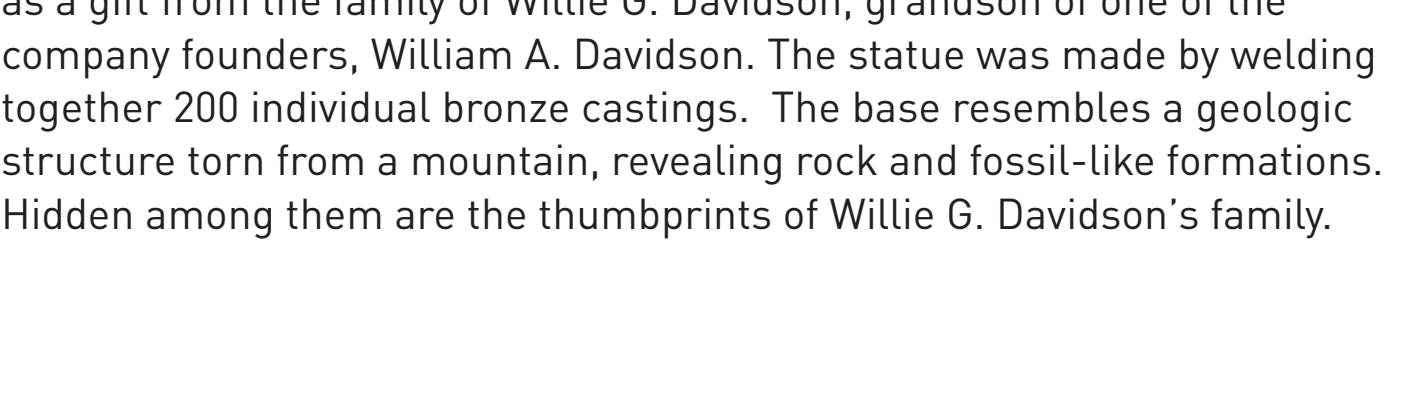 as a gift from the family of Willie G. Davidson, grandson of one of the
company founders, William A. Davidson. The statue was made by welding
together 200 individual bronze castings.  The base resembles a geologic
structure torn from a mountain, revealing rock and fossil-like formations.
Hidden among them are the thumbprints of Willie G. Davidson’s family.